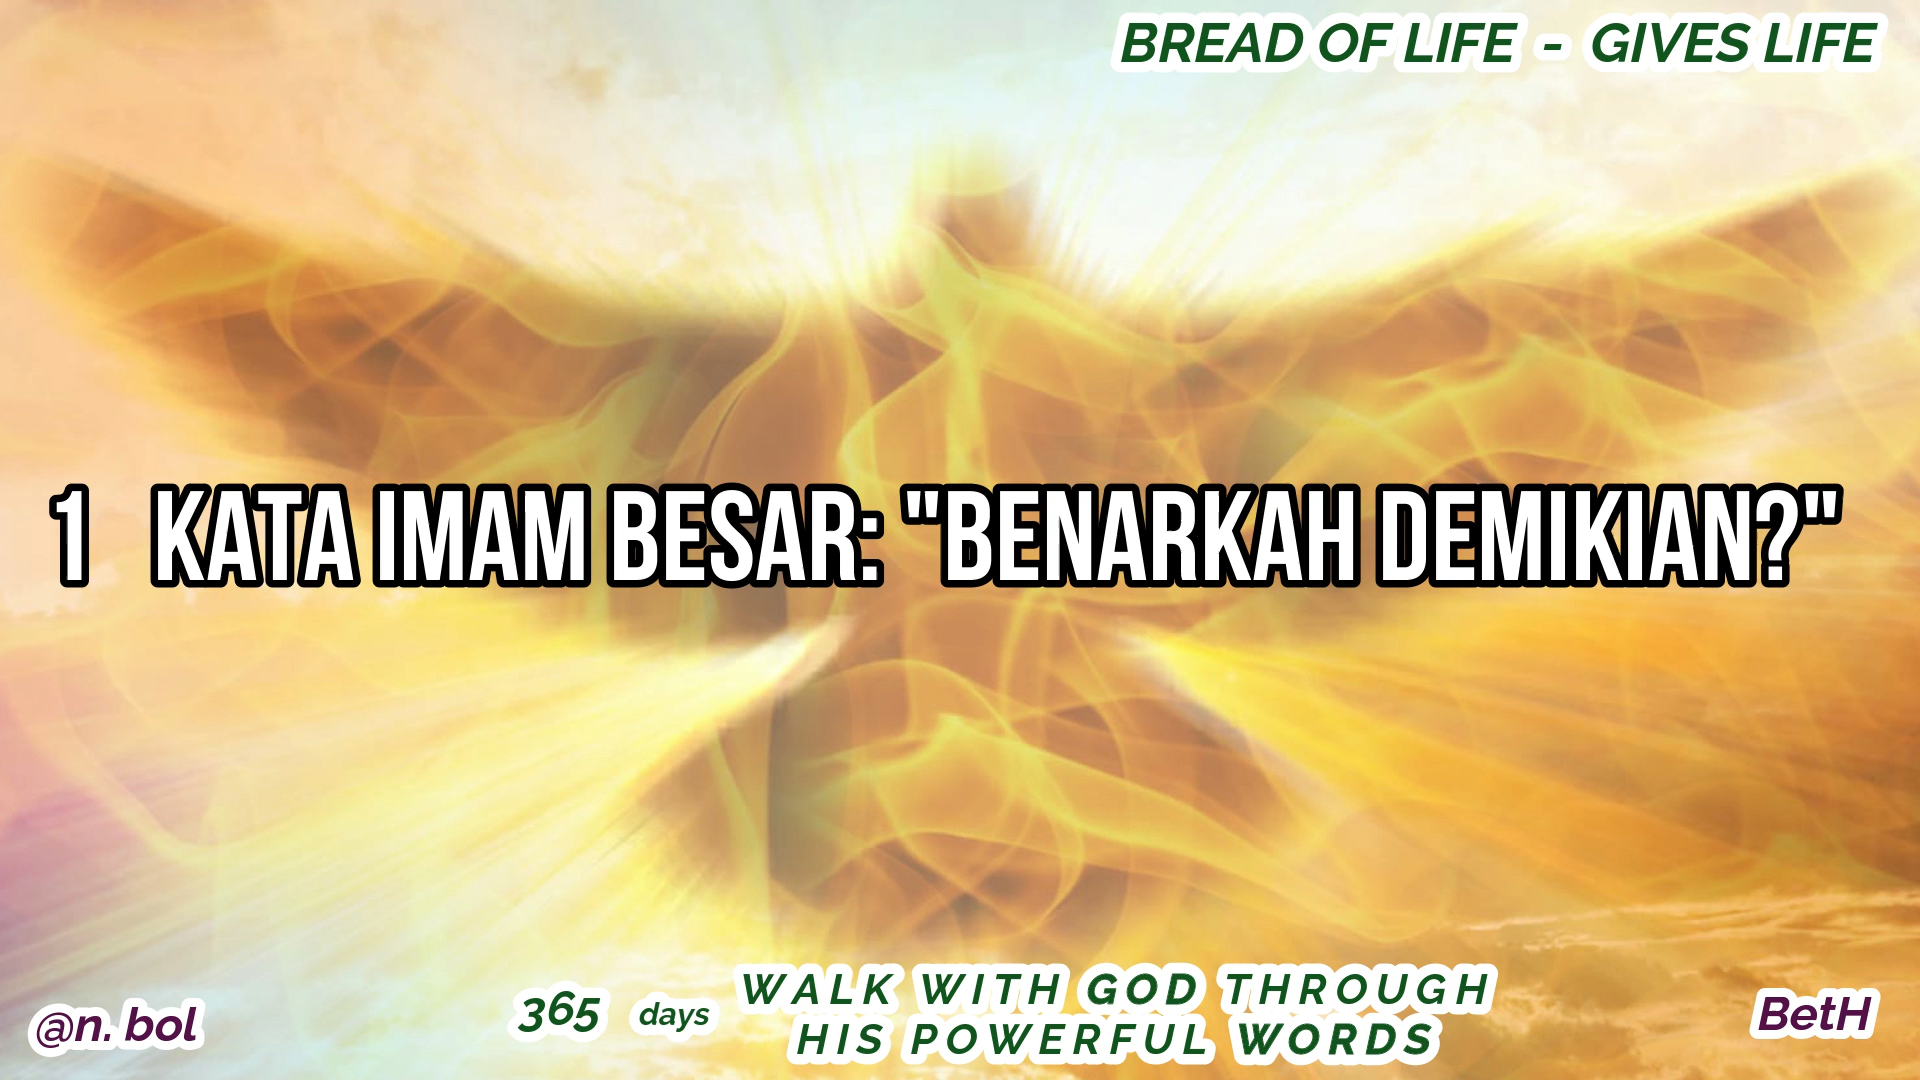 BREAD OF LIFE - GIVES LIFE
1 KATA IMAM BESAR: "BENARKAH DEMIKIAN?"
@n. bol
365 days
WALK WITH GOD THROUGH
HIS POWERFUL WORDS
BetH